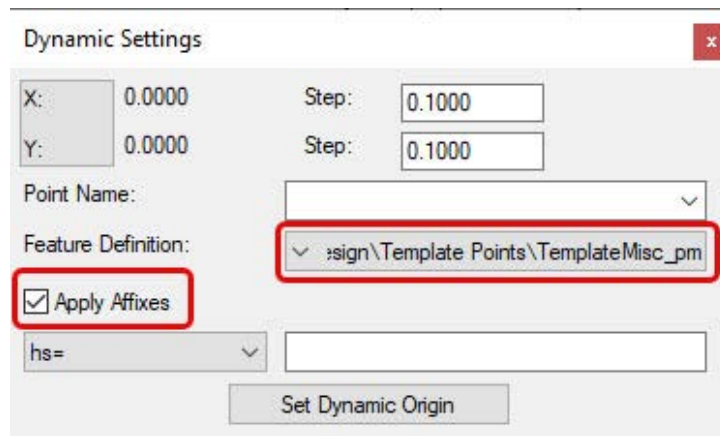 Dynamic Settings
x
X: 0.0000 Step: 0.1000
Y: 0.0000 Step: 0.1000
Point Name:
Feature Definition: esign\Template Points\TemplateMisc_pm
Apply Affixes
hs=
Set Dynamic Origin